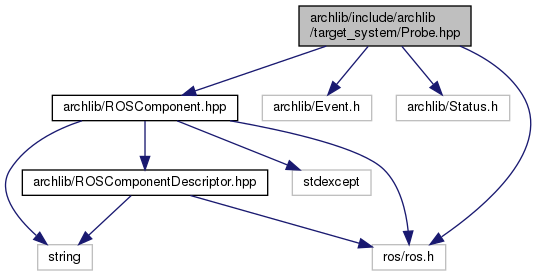 archlib/include/archlib
/target_system/Probe.hpp
archlib/ROSComponent.hpp
archlib/Event.h
archlib/Status.h
archlib/ROSComponentDescriptor.hpp
stdexcept
string
ros/ros.h